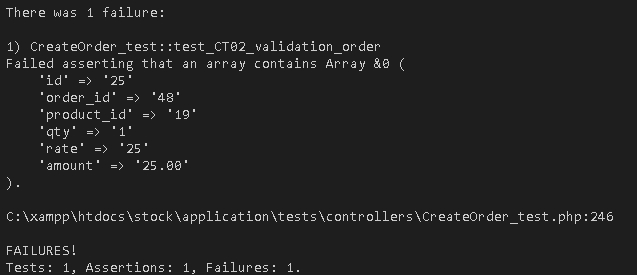 There was 1 failure:
1) CreateOrder_test::test_CT02_validation_order
Failed asserting that an array contains Array &0 (
'id' => '25'
'order_id' => '48'
'product_id' => '19'
'qty' => '1'
'rate' => '25'
'amount' => '25.00'
).
C:\xampp\htdocs\stock\application\tests\controllers\CreateOrder_test.php:246
FAILURES!
Tests: 1, Assertions: 1, Failures: 1.